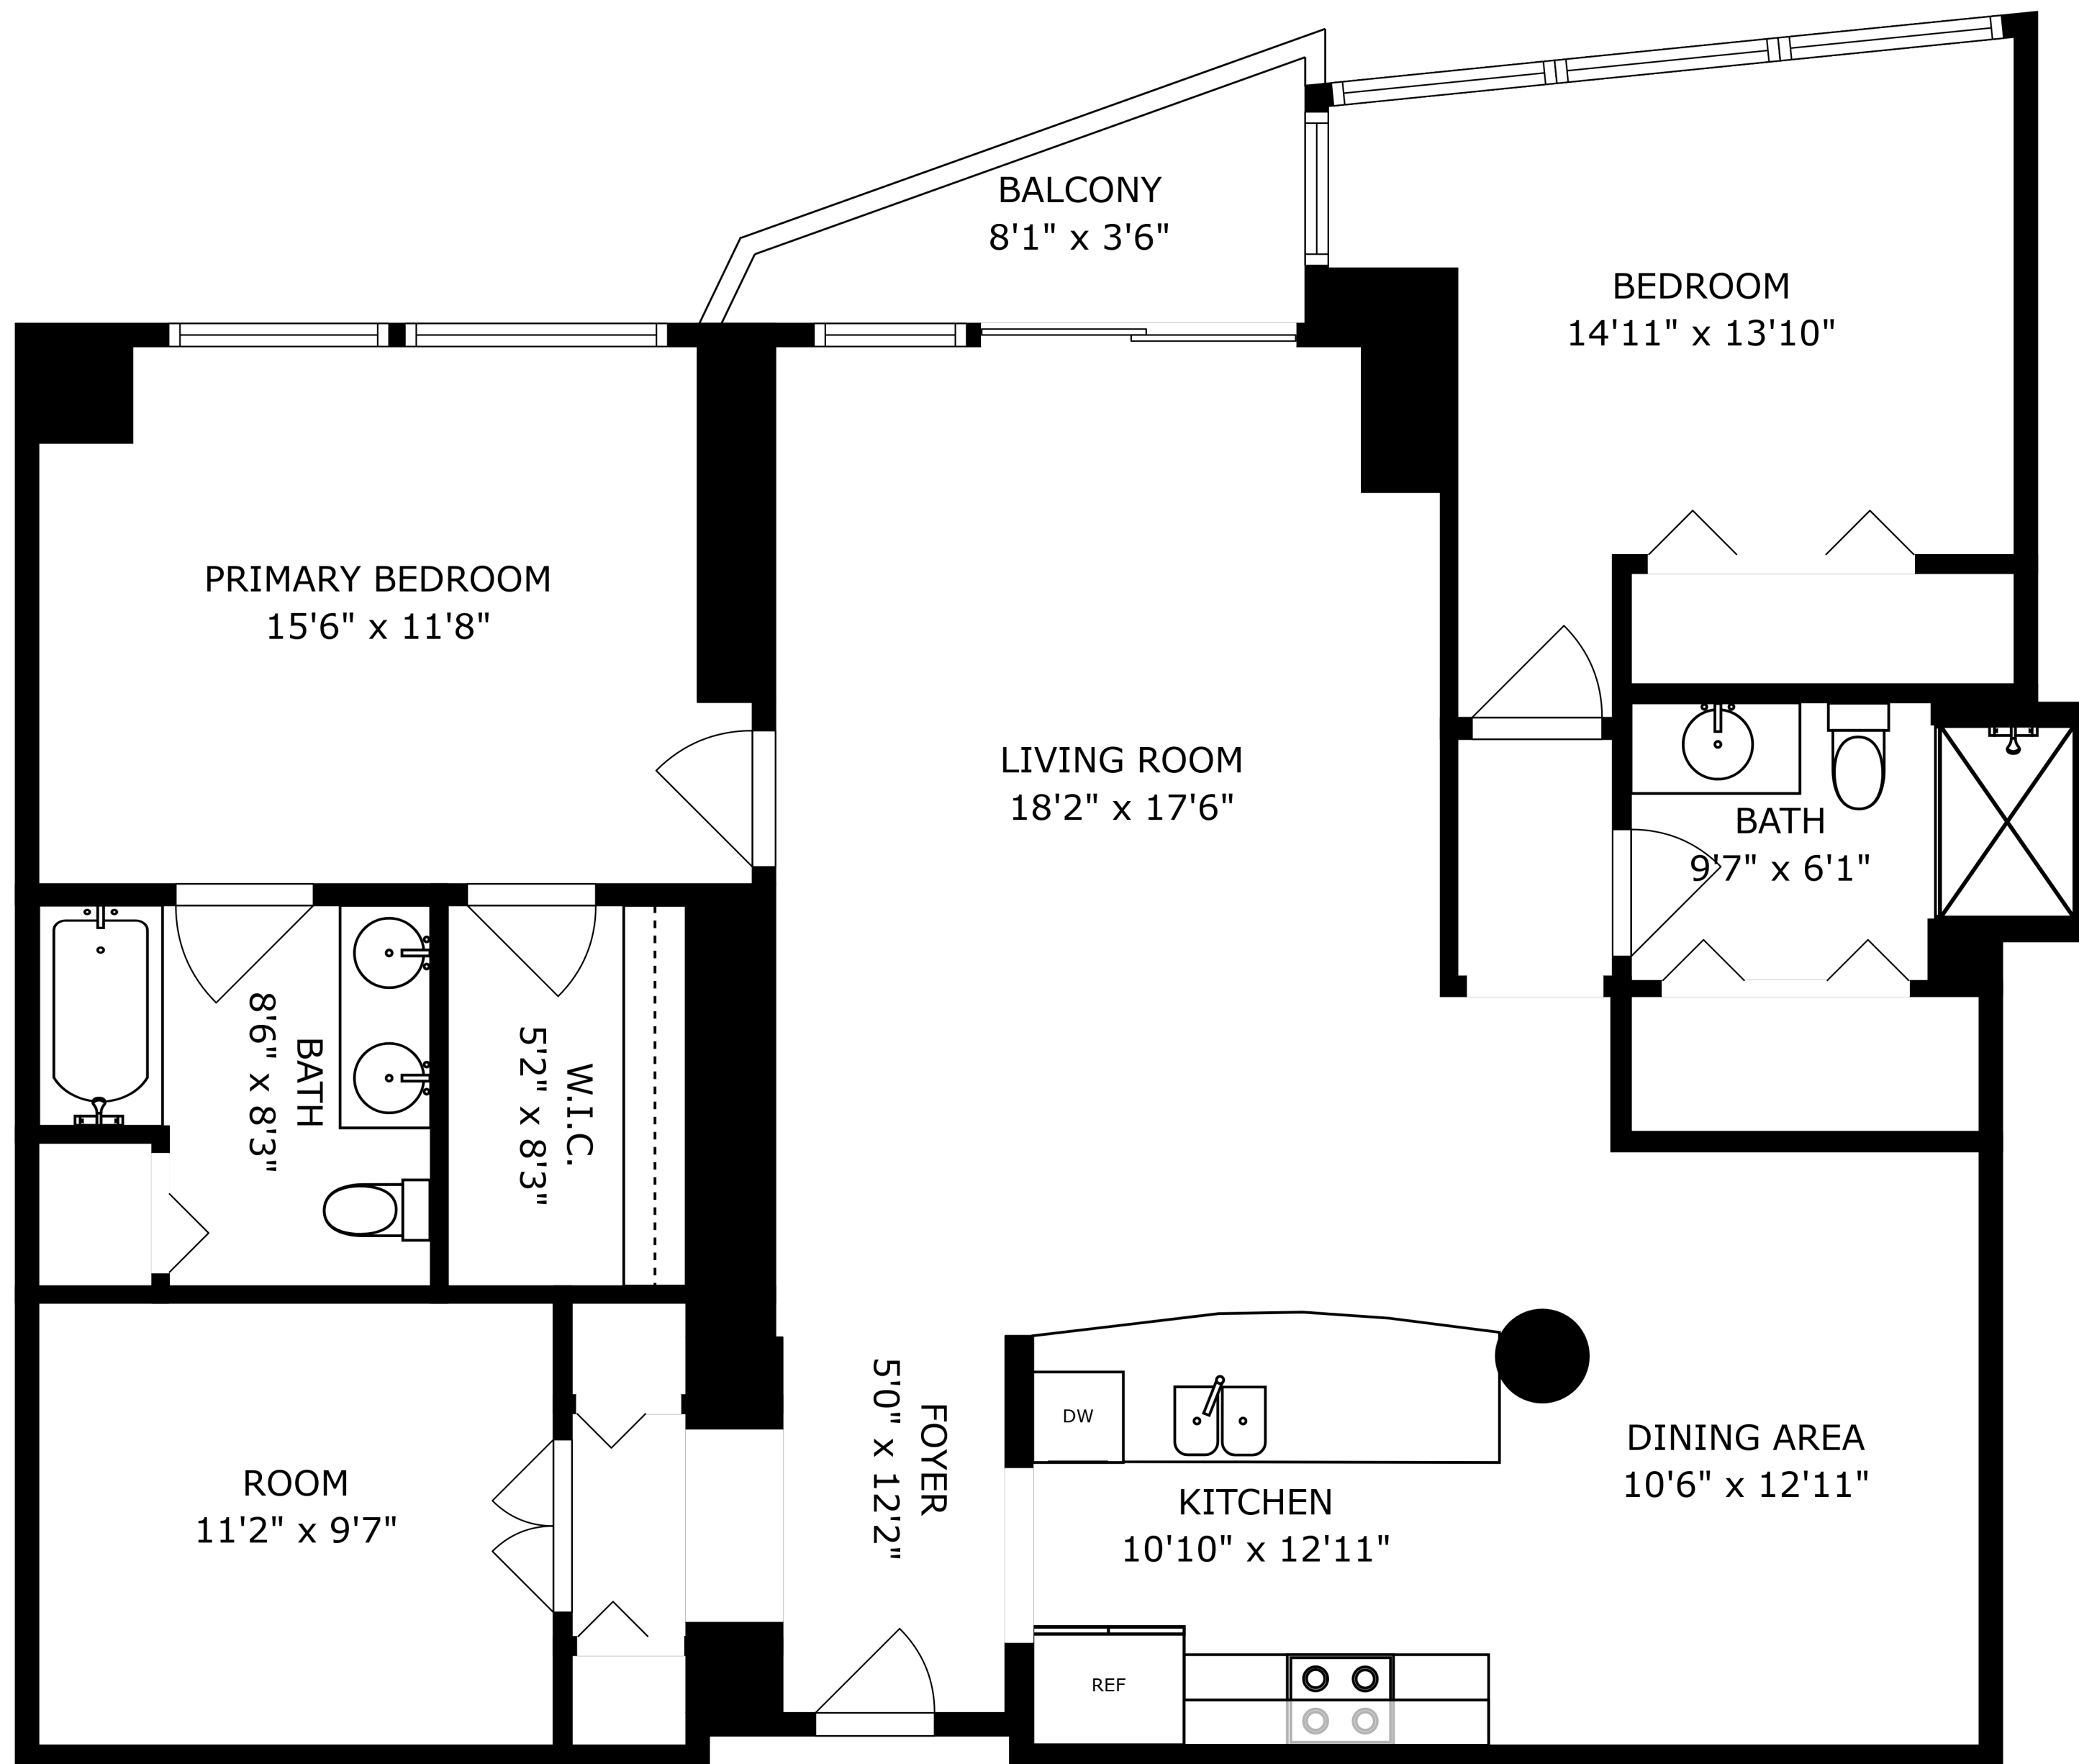 BALCONY
8'1" x 3'6"
BEDROOM
14'11" x 13'10"
PRIMARY BEDROOM
15'6" x 11'8"
LIVING ROOM
18'2" x 17'6"
BATH
9'7" x 6'1"
BATH
8'6" x 8'3"
W.I.C.
5'2" x 8'3"
FOYER
5'0" x 12'2"
DW
DINING AREA
10'6" x 12'11"
ROOM
11'2" x 9'7"
KITCHEN
10'10" x 12'11"
REF